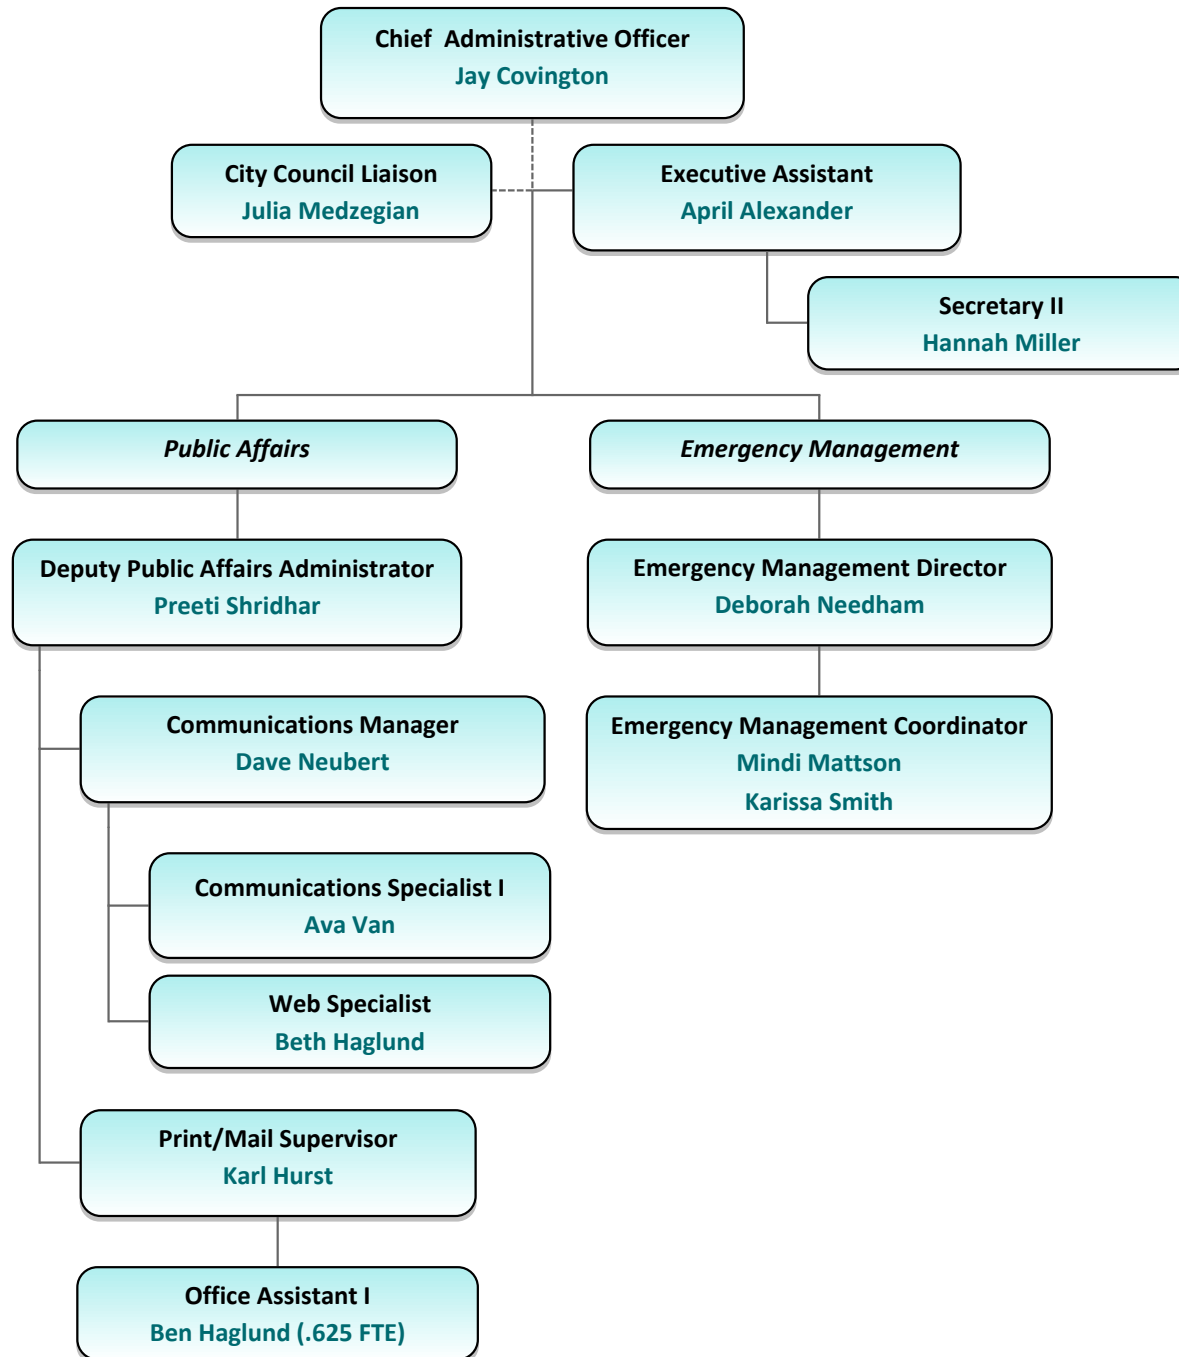 Chief  Administrative Officer
Jay Covington
City Council Liaison
Julia Medzegian
Executive Assistant
April Alexander
Secretary II
Hannah Miller
Public Affairs
Emergency Management
Deputy Public Affairs Administrator
Preeti Shridhar
Emergency Management Director
Deborah Needham
Communications Manager
Dave Neubert
Emergency Management Coordinator
Mindi Mattson
Karissa Smith
Communications Specialist I
Ava Van
Web Specialist
Beth Haglund
Print/Mail Supervisor
Karl Hurst
Office Assistant I
Ben Haglund (.625 FTE)